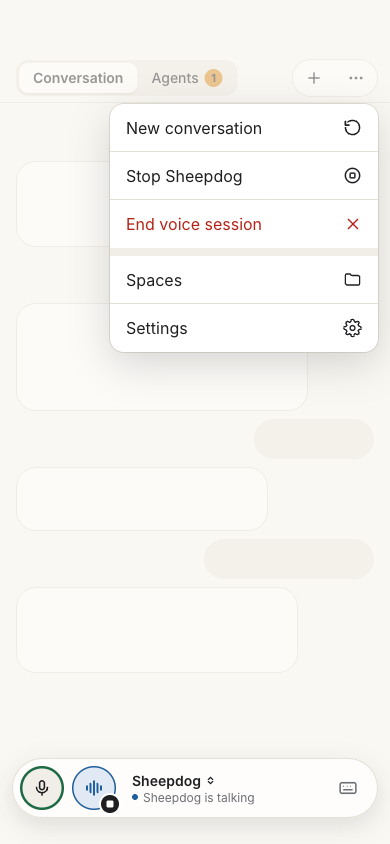 Conversation
Agents 1
New conversation
Stop Sheepdog
End voice session
Spaces
Settings
Sheepdog
Sheepdog is talking